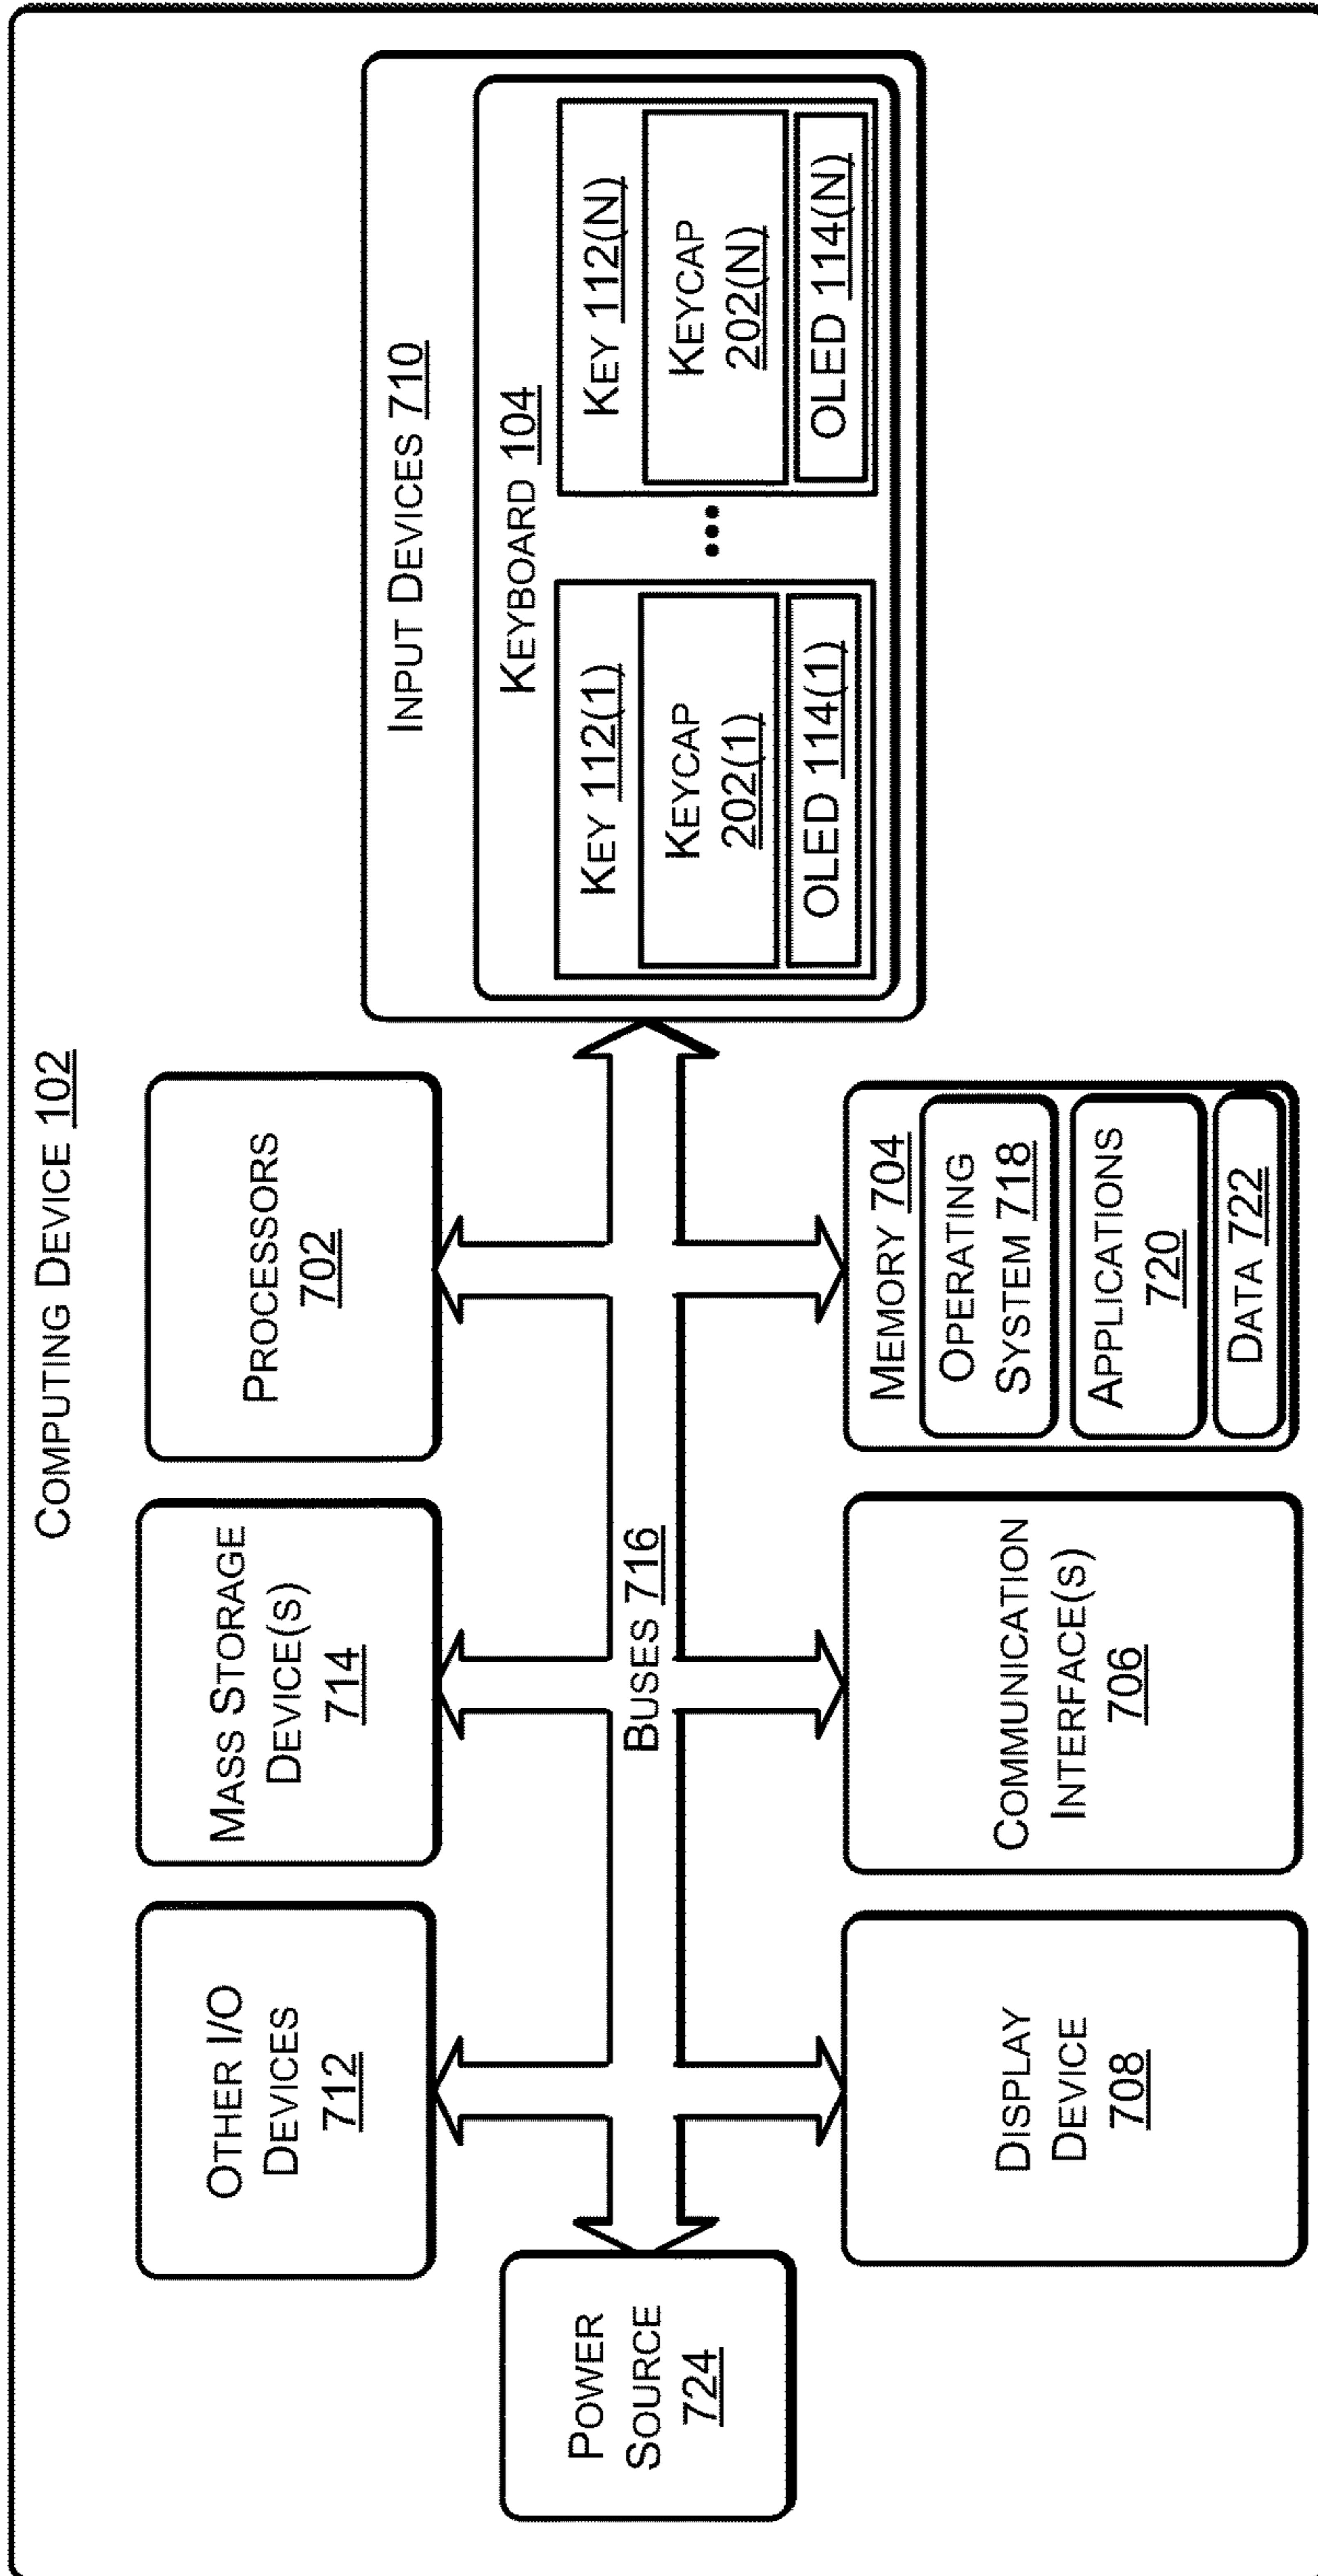 COMPUTING DEVICE 102
OTHER I/O
DEVICES
712
MASS STORAGE
DEVICE(S)
714
PROCESSORS
702
POWER
SOURCE
724
BUSES 716
DISPLAY
DEVICE
708
COMMUNICATION
INTERFACE(S)
706
MEMORY 704
OPERATING
SYSTEM 718
APPLICATIONS
720
DATA 722
INPUT DEVICES 710
KEYBOARD 104
KEY 112(1)
KEYCAP
202(1)
OLED 114(1)
•••
KEY 112(N)
KEYCAP
202(N)
OLED 114(N)